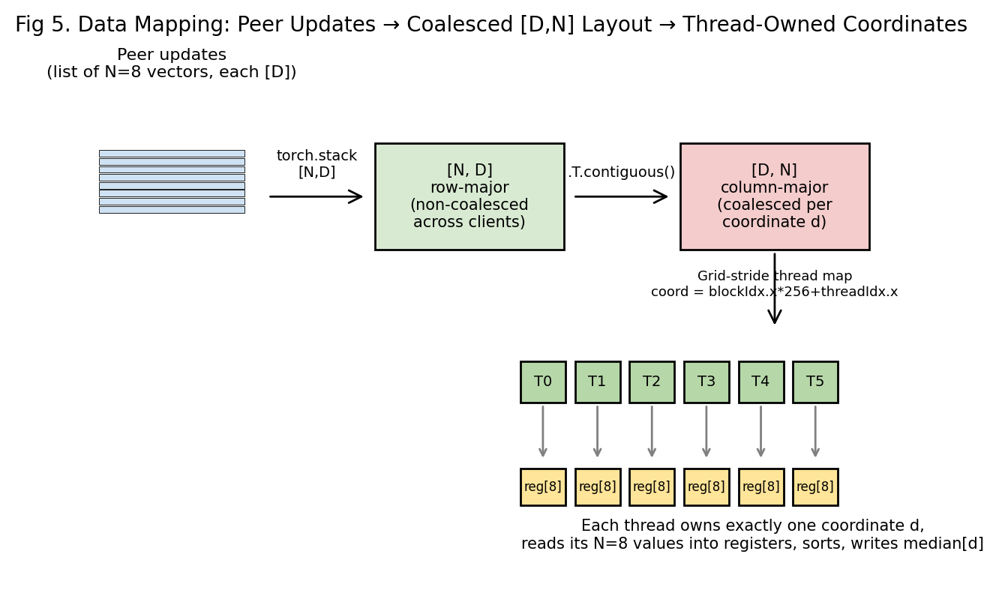 Fig 5. Data Mapping: Peer Updates → Coalesced [D,N] Layout → Thread-Owned Coordinates
Peer updates
(list of N=8 vectors, each [D])
torch.stack
[N,D]
[N, D]
row-major
(non-coalesced
across clients)
.T.contiguous()
[D, N]
column-major
(coalesced per
coordinate d)
Grid-stride thread map
coord = blockIdx.x*256+threadIdx.x
T0 T1 T2 T3 T4 T5
reg[8] reg[8] reg[8] reg[8] reg[8] reg[8]
Each thread owns exactly one coordinate d,
reads its N=8 values into registers, sorts, writes median[d]